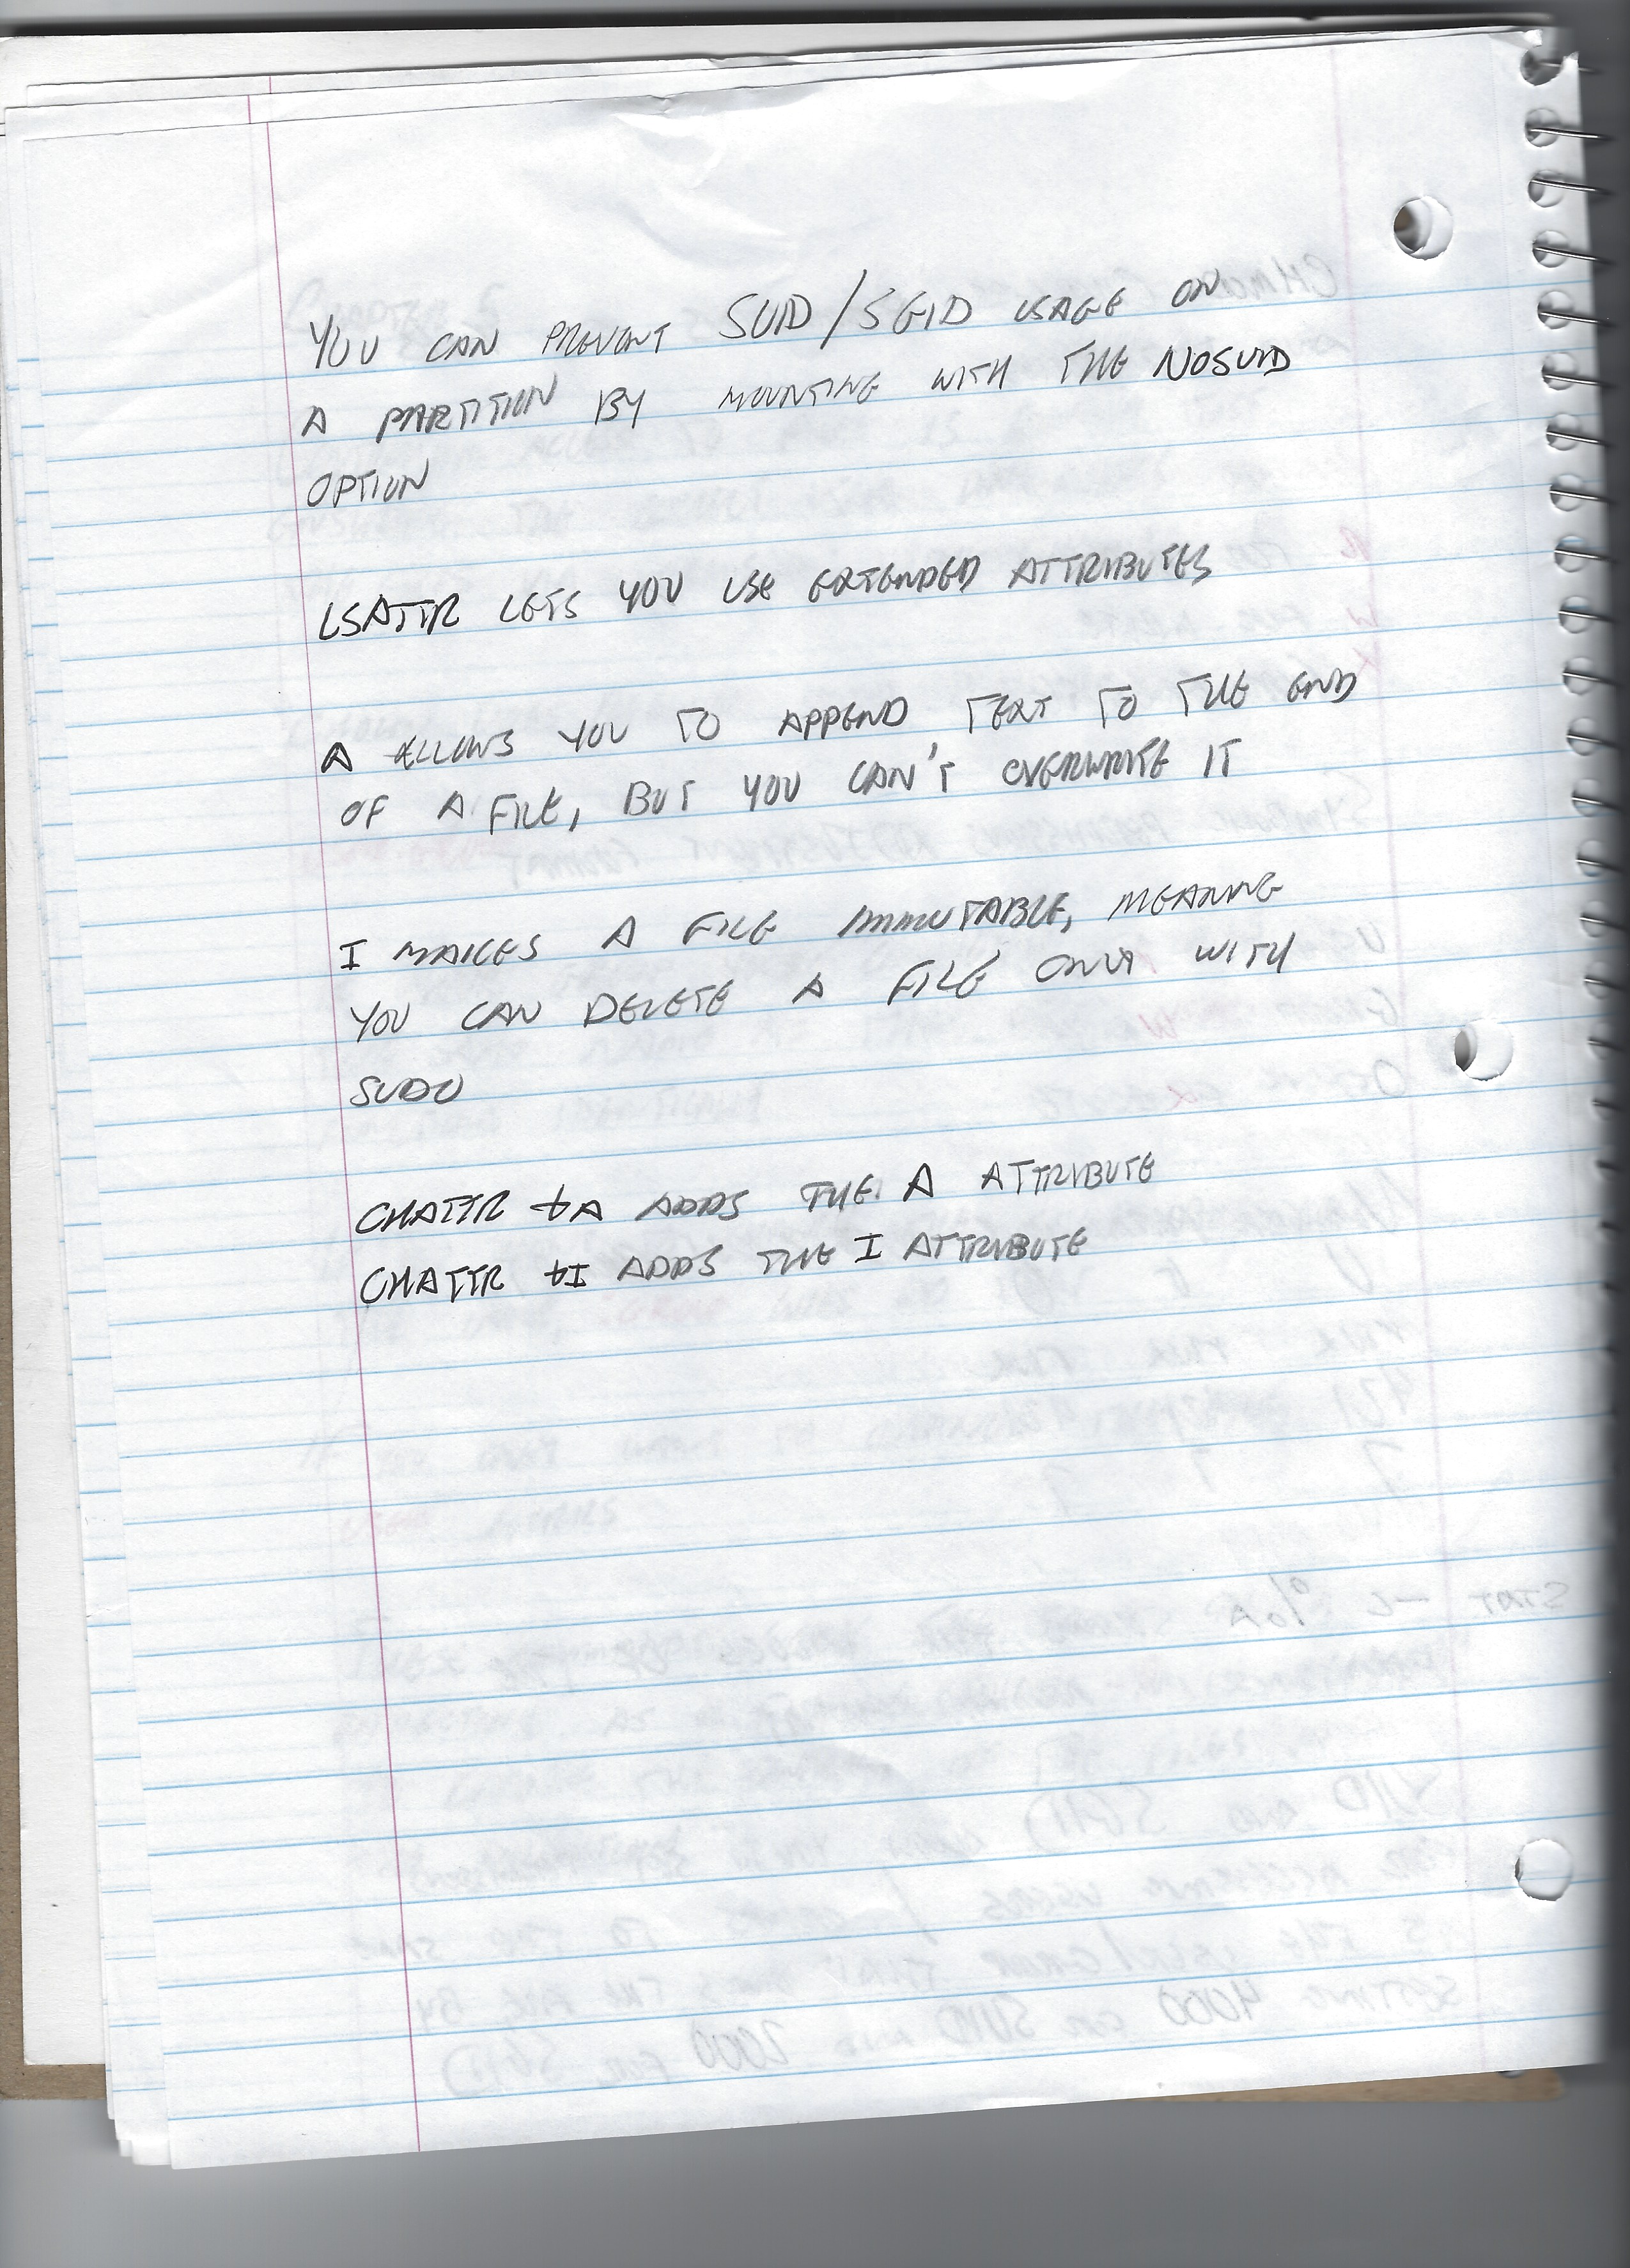 YOU CAN PREVENT SUID/SGID USAGE ON
A PARTITION BY MOUNTING WITH THE NOSUID
OPTION
LSATTR LETS YOU USE EXTENDED ATTRIBUTES
A ALLOWS YOU TO APPEND TEXT TO THE END
OF A FILE, BUT YOU CAN'T OVERWRITE IT
I MAKES A FILE IMMUTABLE, MEANING
YOU CAN DELETE A FILE ONLY WITH
SUDO
CHATTR +A ADDS THE A ATTRIBUTE
CHATTR +I ADDS THE I ATTRIBUTE